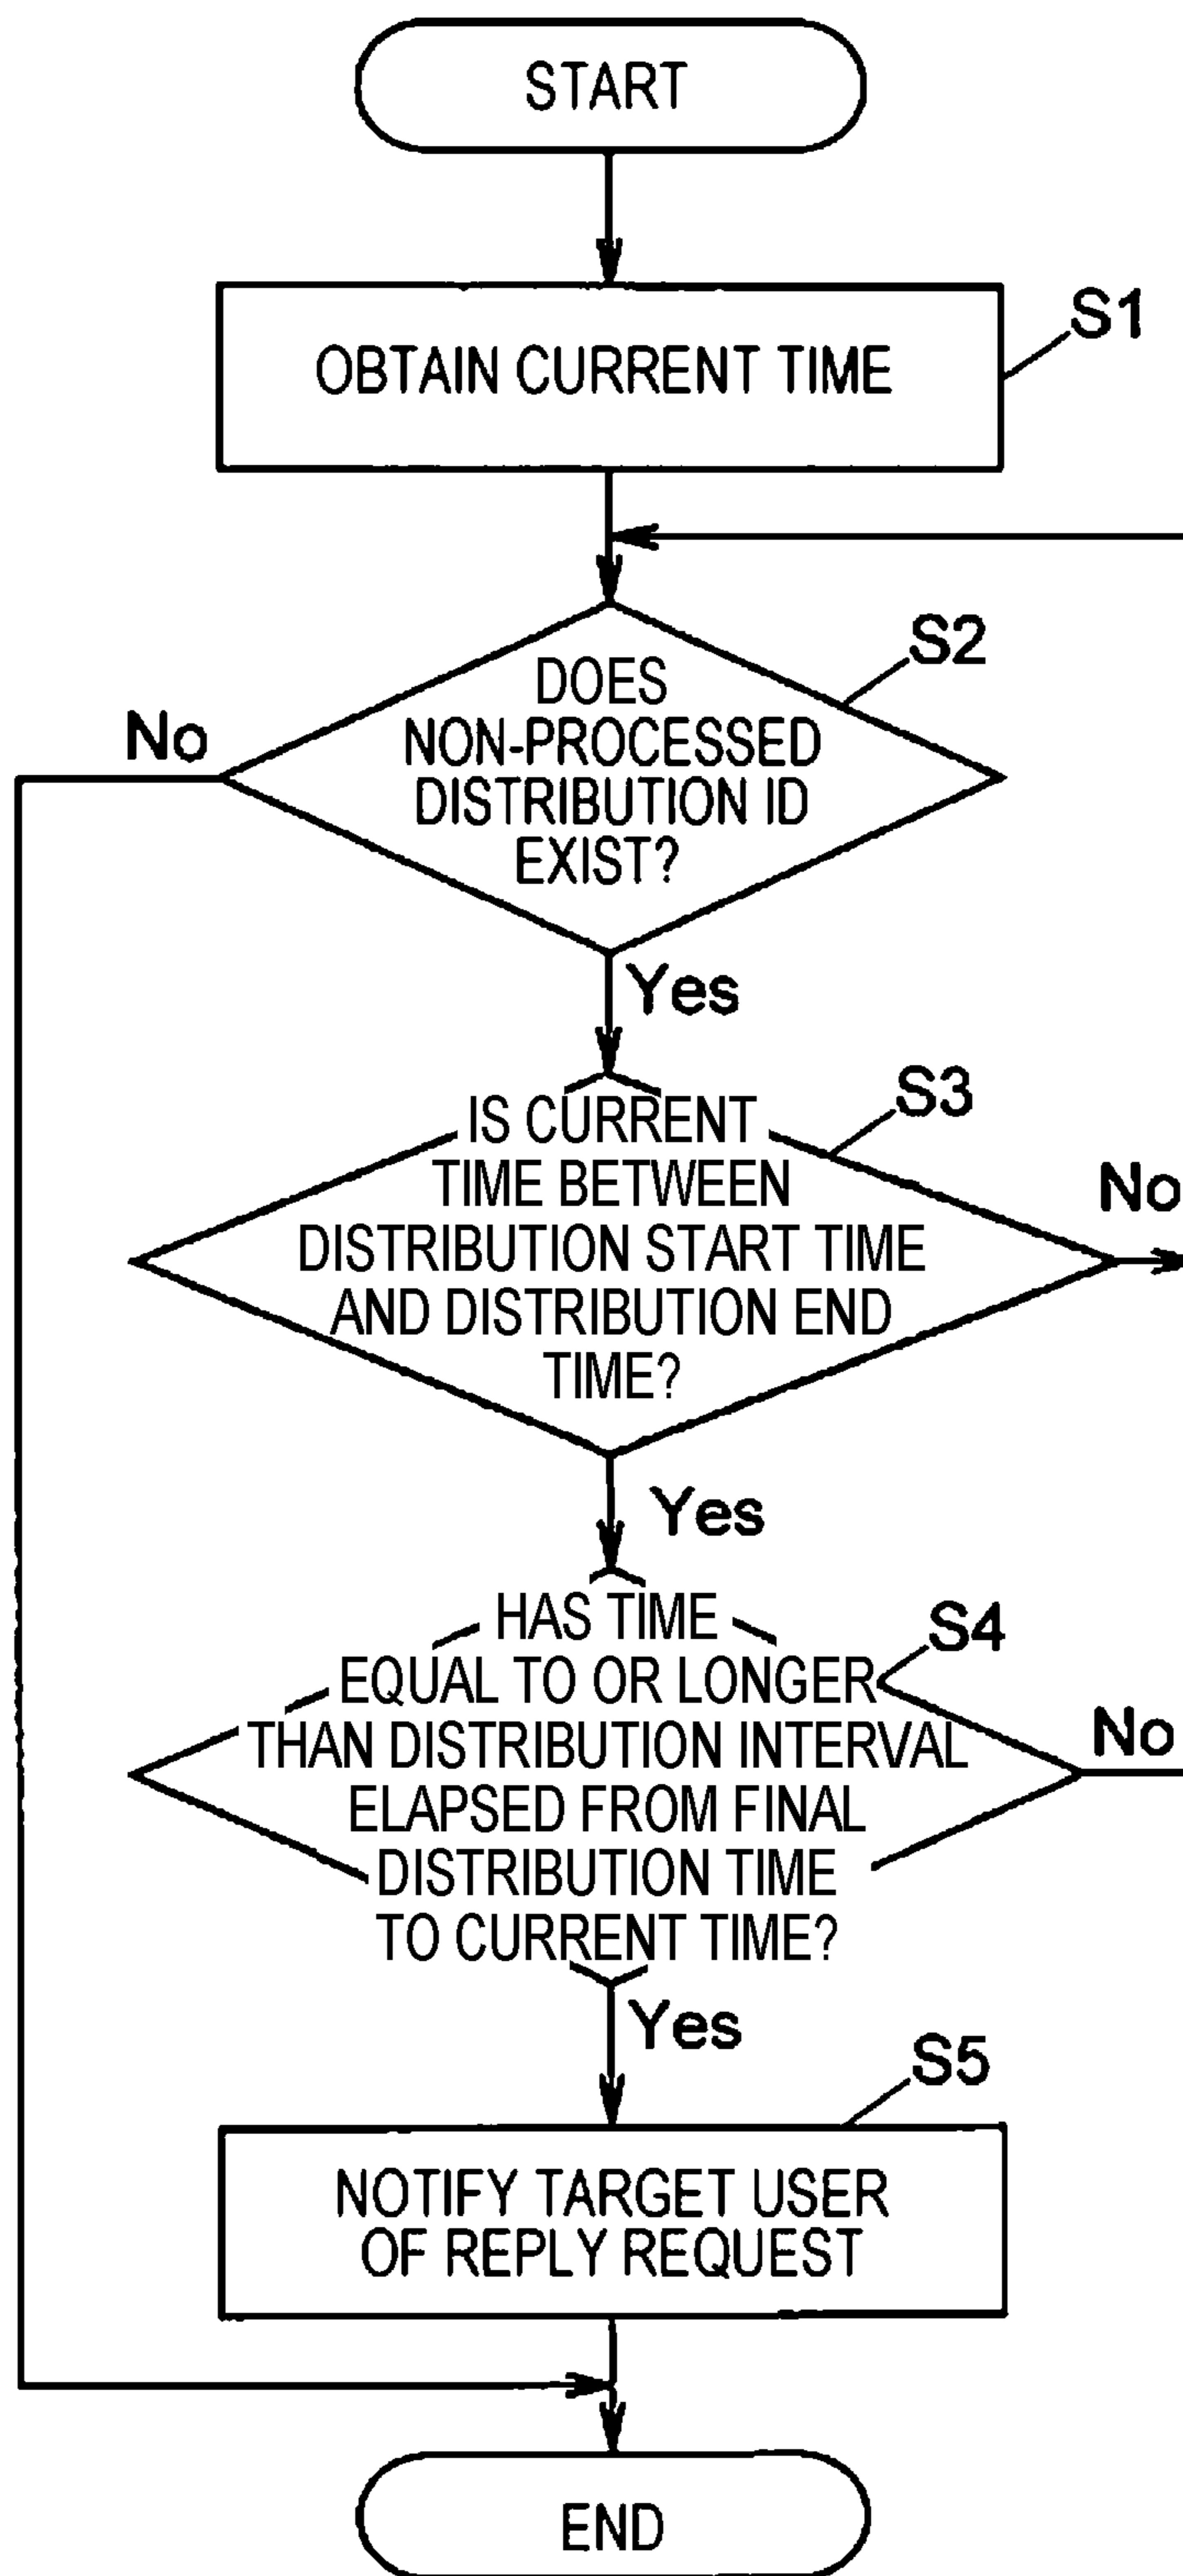 START
OBTAIN CURRENT TIME
S1
S2
DOES
NON-PROCESSED
DISTRIBUTION ID
EXIST?
No
Yes
S3
IS CURRENT
TIME BETWEEN
DISTRIBUTION START TIME
AND DISTRIBUTION END
TIME?
No
Yes
S4
HAS TIME
EQUAL TO OR LONGER
THAN DISTRIBUTION INTERVAL
ELAPSED FROM FINAL
DISTRIBUTION TIME
TO CURRENT TIME?
No
Yes
S5
NOTIFY TARGET USER
OF REPLY REQUEST
END